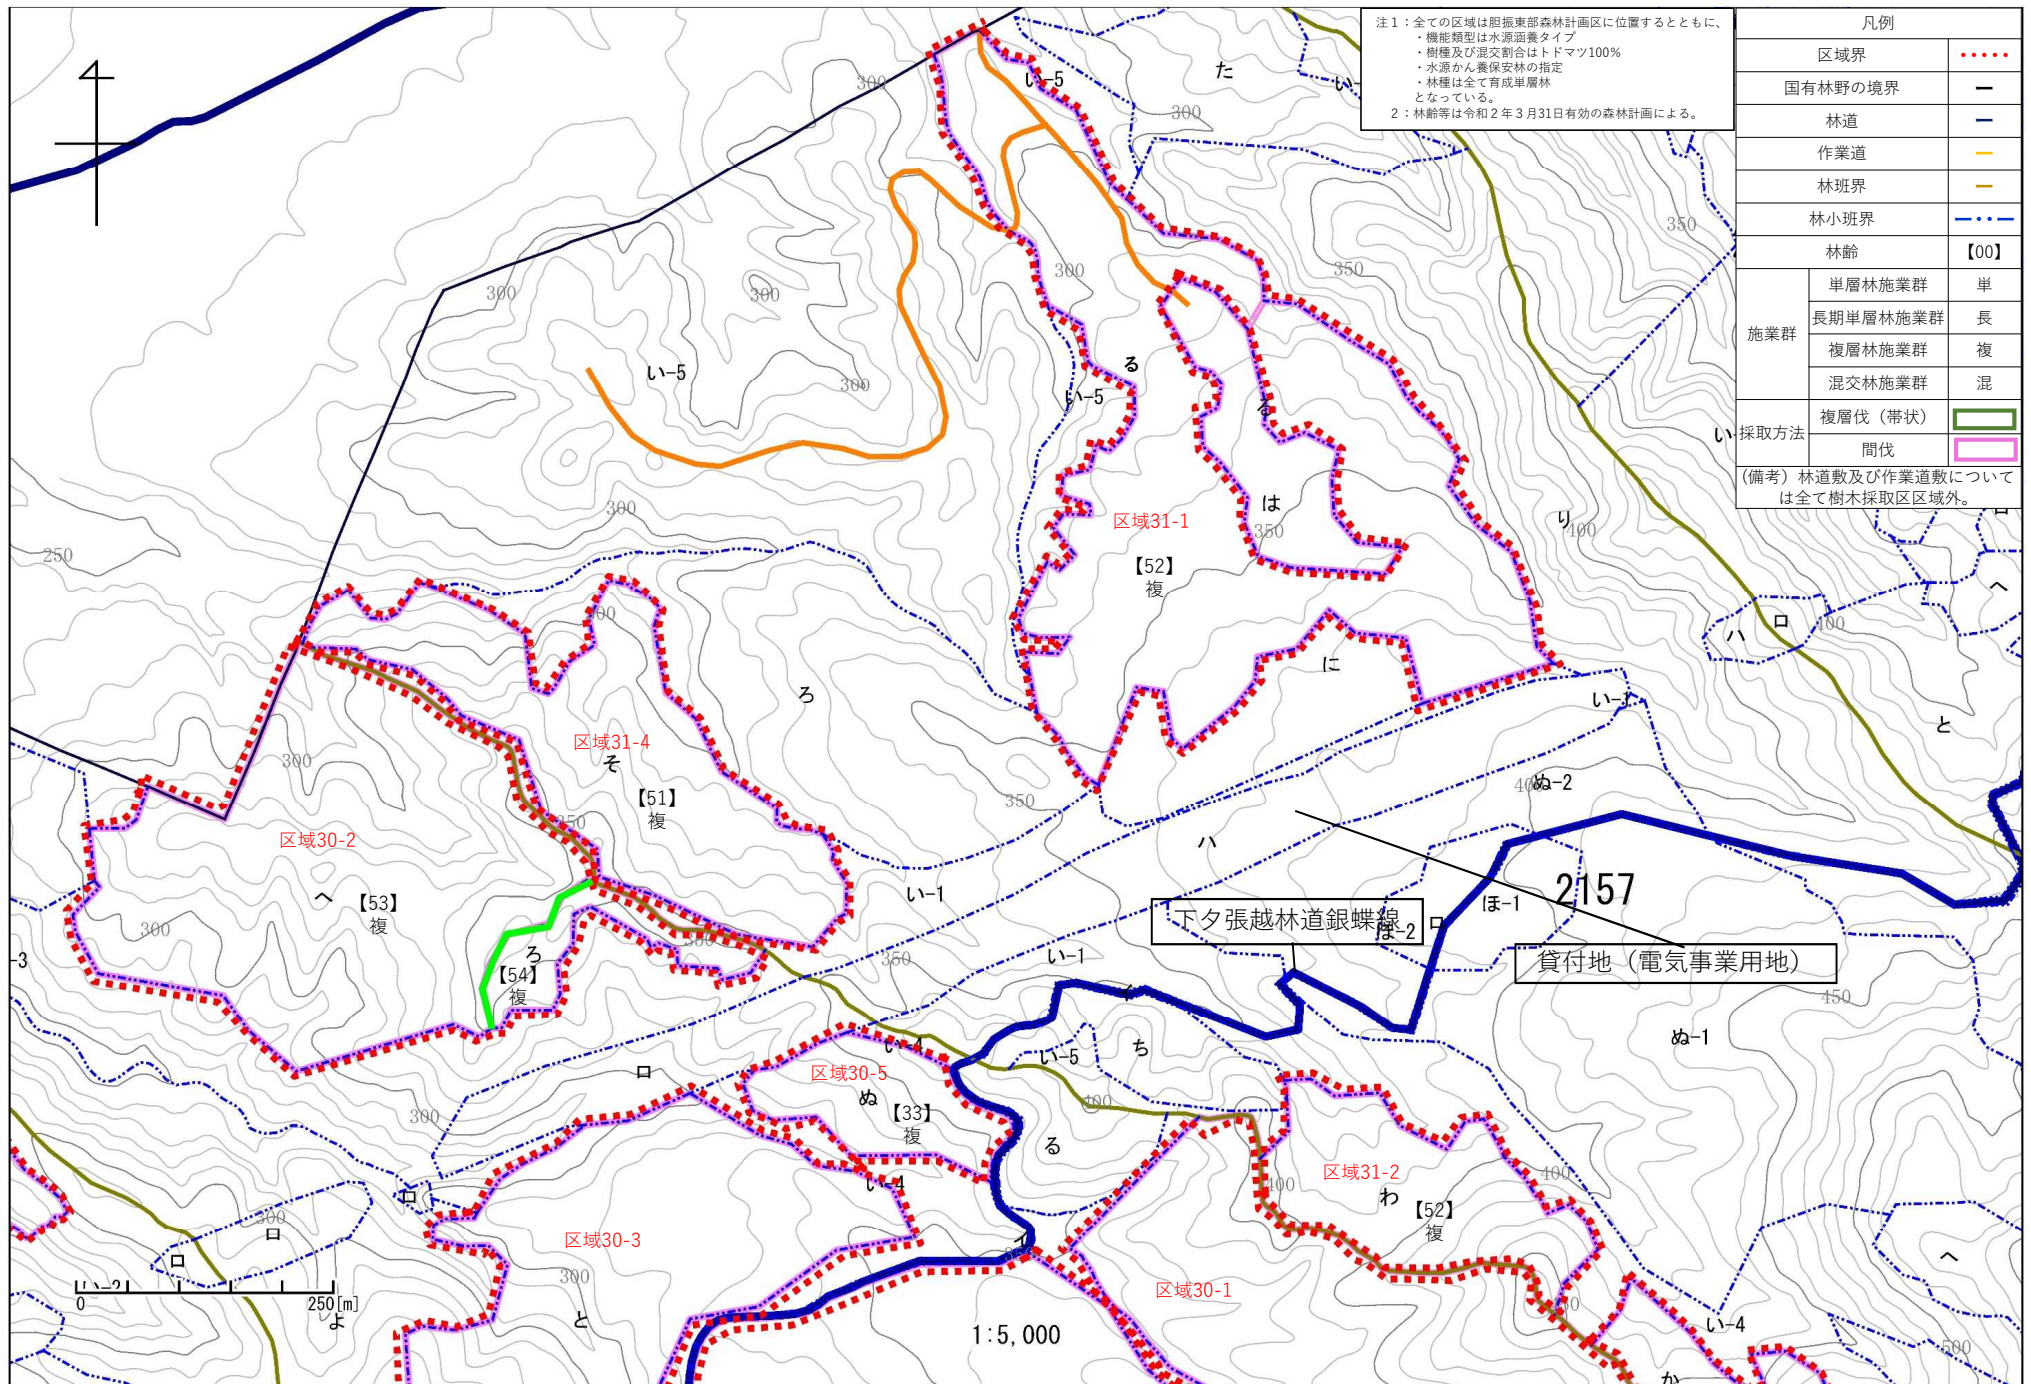 注１：全ての区域は胆振東部森林計画区に位置するとともに、
・機能類型は水源涵養タイプ
・樹種及び混交割合はトドマツ100％
・水源かん養保安林の指定
・林種は全て育成単層林
となっている。
２：林齢等は令和２年３月31日有効の森林計画による。
凡例
区域界
国有林野の境界
林道
作業道
林班界
林小班界
林齢 【00】
施業群
単層林施業群 単
長期単層林施業群 長
複層林施業群 複
混交林施業群 混
採取方法
複層伐（帯状）
間伐
(備考）林道敷及び作業道敷について
は全て樹木採取区区域外。
い-5
た
300
300
350
350
300
300
300
い-5
300
る
い-5
る
は
350
り
400
区域31-1
【52】
複
に
300
250
ハ
ロ
400
へ
と
ろ
い-1
区域31-4
そ
【51】
複
300
350
350
ぬ-2
400
ハ
区域30-2
へ
【53】
複
300
ろ
【54】
複
350
い-1
2157
ほ-1
ロ
ほ-2
下夕張越林道銀蝶線
貸付地（電気事業用地）
-3
350
い-1
イ
450
ぬ-1
ち
い-5
い-4
ロ
区域30-5
ぬ
【33】
複
300
400
る
い-4
区域31-2
わ
【52】
複
400
400
ロ
300
ロ
ロ
区域30-3
イ
300
と
区域30-1
へ
い-2
0
250[m]
よ
1:5,000
い-4
500
か